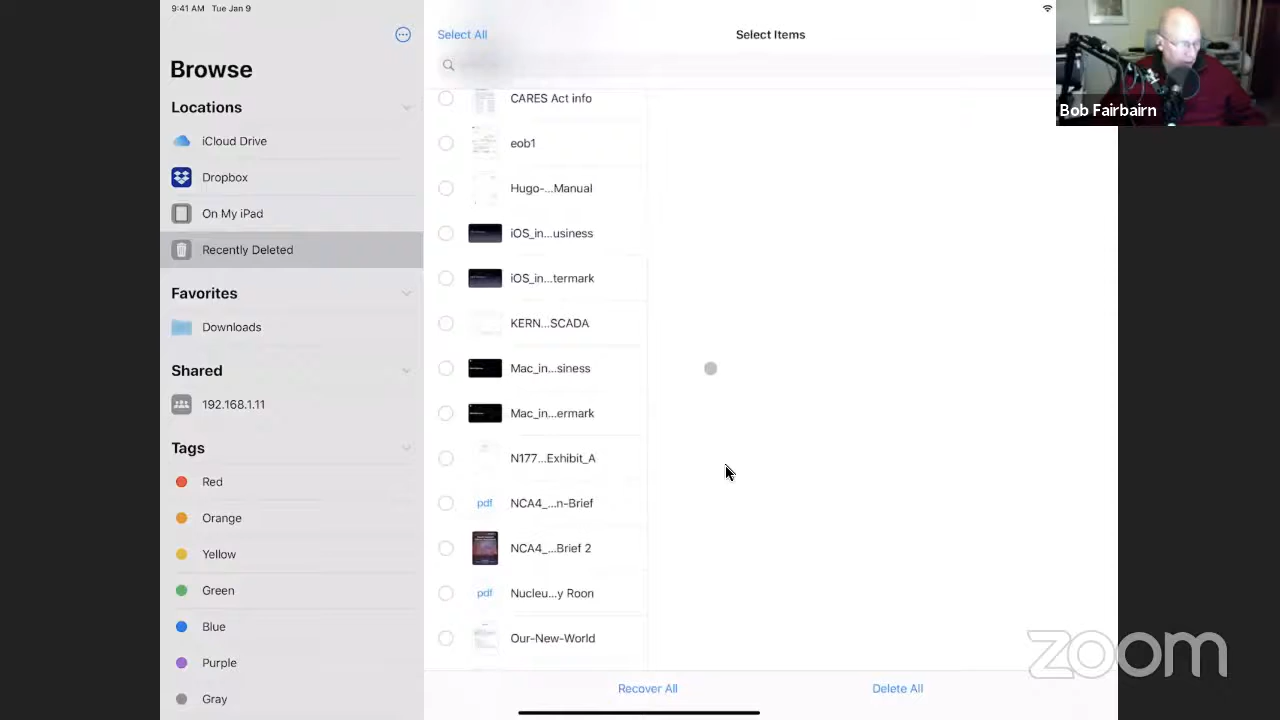 9:41 AM Tue Jan 9
Browse
Locations
iCloud Drive
Dropbox
On My iPad
Recently Deleted
Favorites
Downloads
Shared
192.168.1.11
Tags
Red
Orange
Yellow
Green
Blue
Purple
Gray
Select All
Select Items
CARES Act info
eob1
Hugo-...Manual
iOS_in...usiness
iOS_in...termark
KERN...SCADA
Mac_in...siness
Mac_in...ermark
N177...Exhibit_A
pdf NCA4_...n-Brief
NCA4_...Brief 2
pdf Nucleu...y Roon
Our-New-World
Recover All
Delete All
Bob Fairbairn
zoom